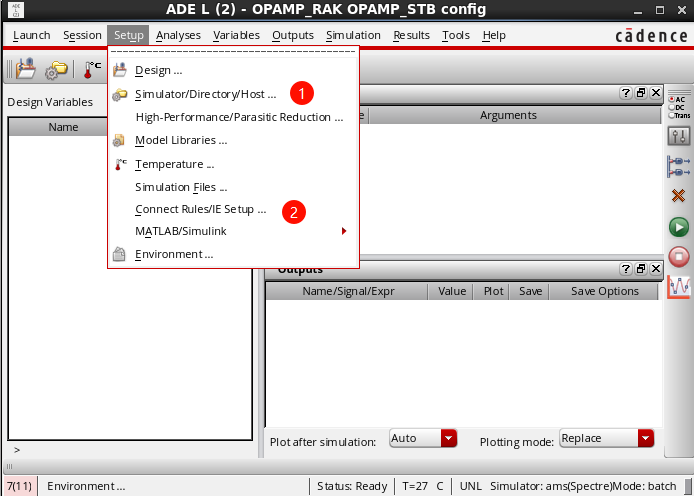 ADE L (2) - OPAMP_RAK OPAMP_STB config
Launch Session Setup Analyses Variables Outputs Simulation Results Tools Help cādence
Design ...
Simulator/Directory/Host ... 1
High-Performance/Parasitic Reduction ...
Model Libraries ...
Temperature ...
Simulation Files ...
Connect Rules/IE Setup ... 2
MATLAB/Simulink
Environment ...
°C
Design Variables
Name
e Arguments
AC
DC
Trans
Outputs
Name/Signal/Expr Value Plot Save Save Options
Plot after simulation: Auto Plotting mode: Replace
>
7(11) Environment ... Status: Ready T=27 C UNL Simulator: ams(Spectre)Mode: batch